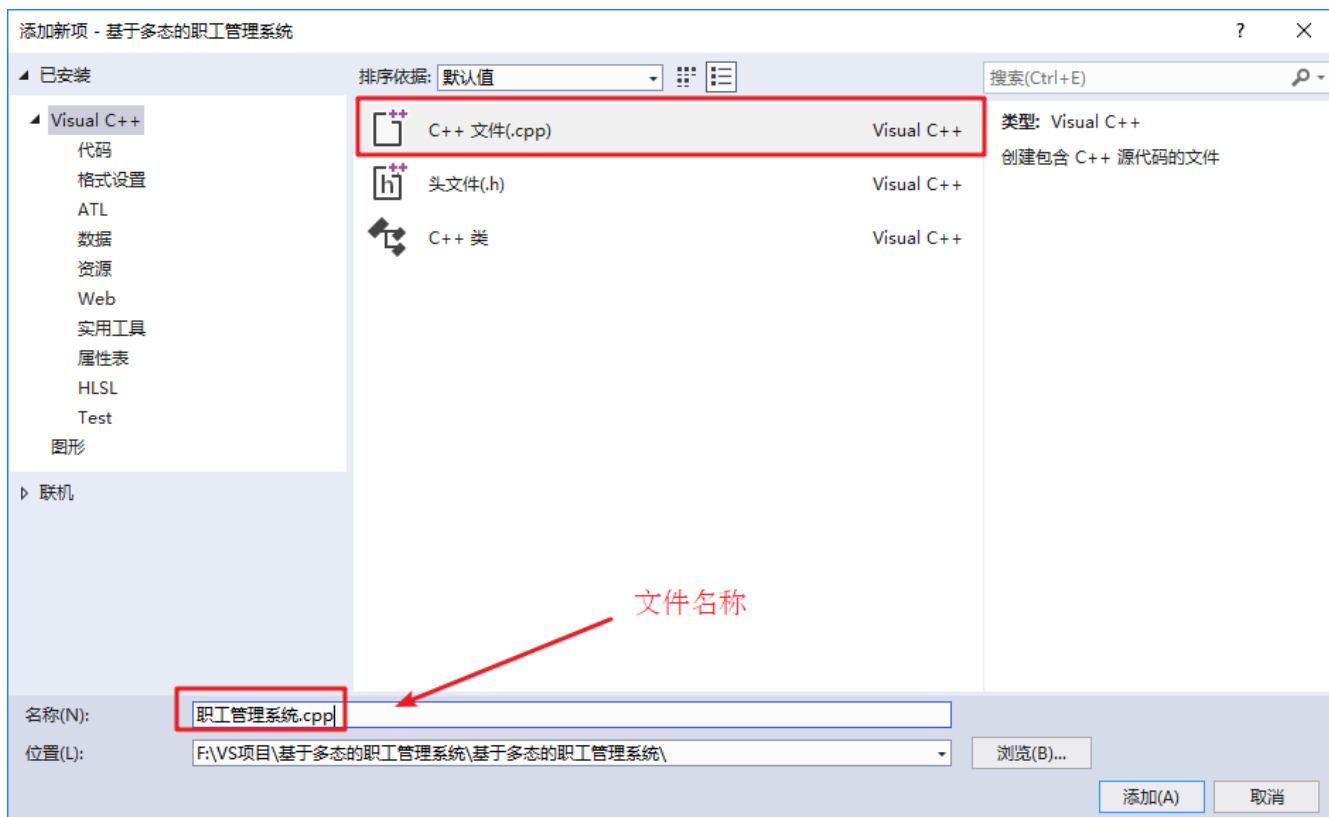 添加新项 - 基于多态的职工管理系统
?
已安装
排序依据: 默认值
搜索(Ctrl+E)
Visual C++
代码
格式设置
ATL
数据
资源
Web
实用工具
属性表
HLSL
Test
图形
联机
C++ 文件(.cpp) Visual C++
头文件(.h) Visual C++
C++ 类 Visual C++
类型: Visual C++
创建包含 C++ 源代码的文件
文件名称
名称(N): 职工管理系统.cpp
位置(L): F:\VS项目\基于多态的职工管理系统\基于多态的职工管理系统\
浏览(B)...
添加(A) 取消